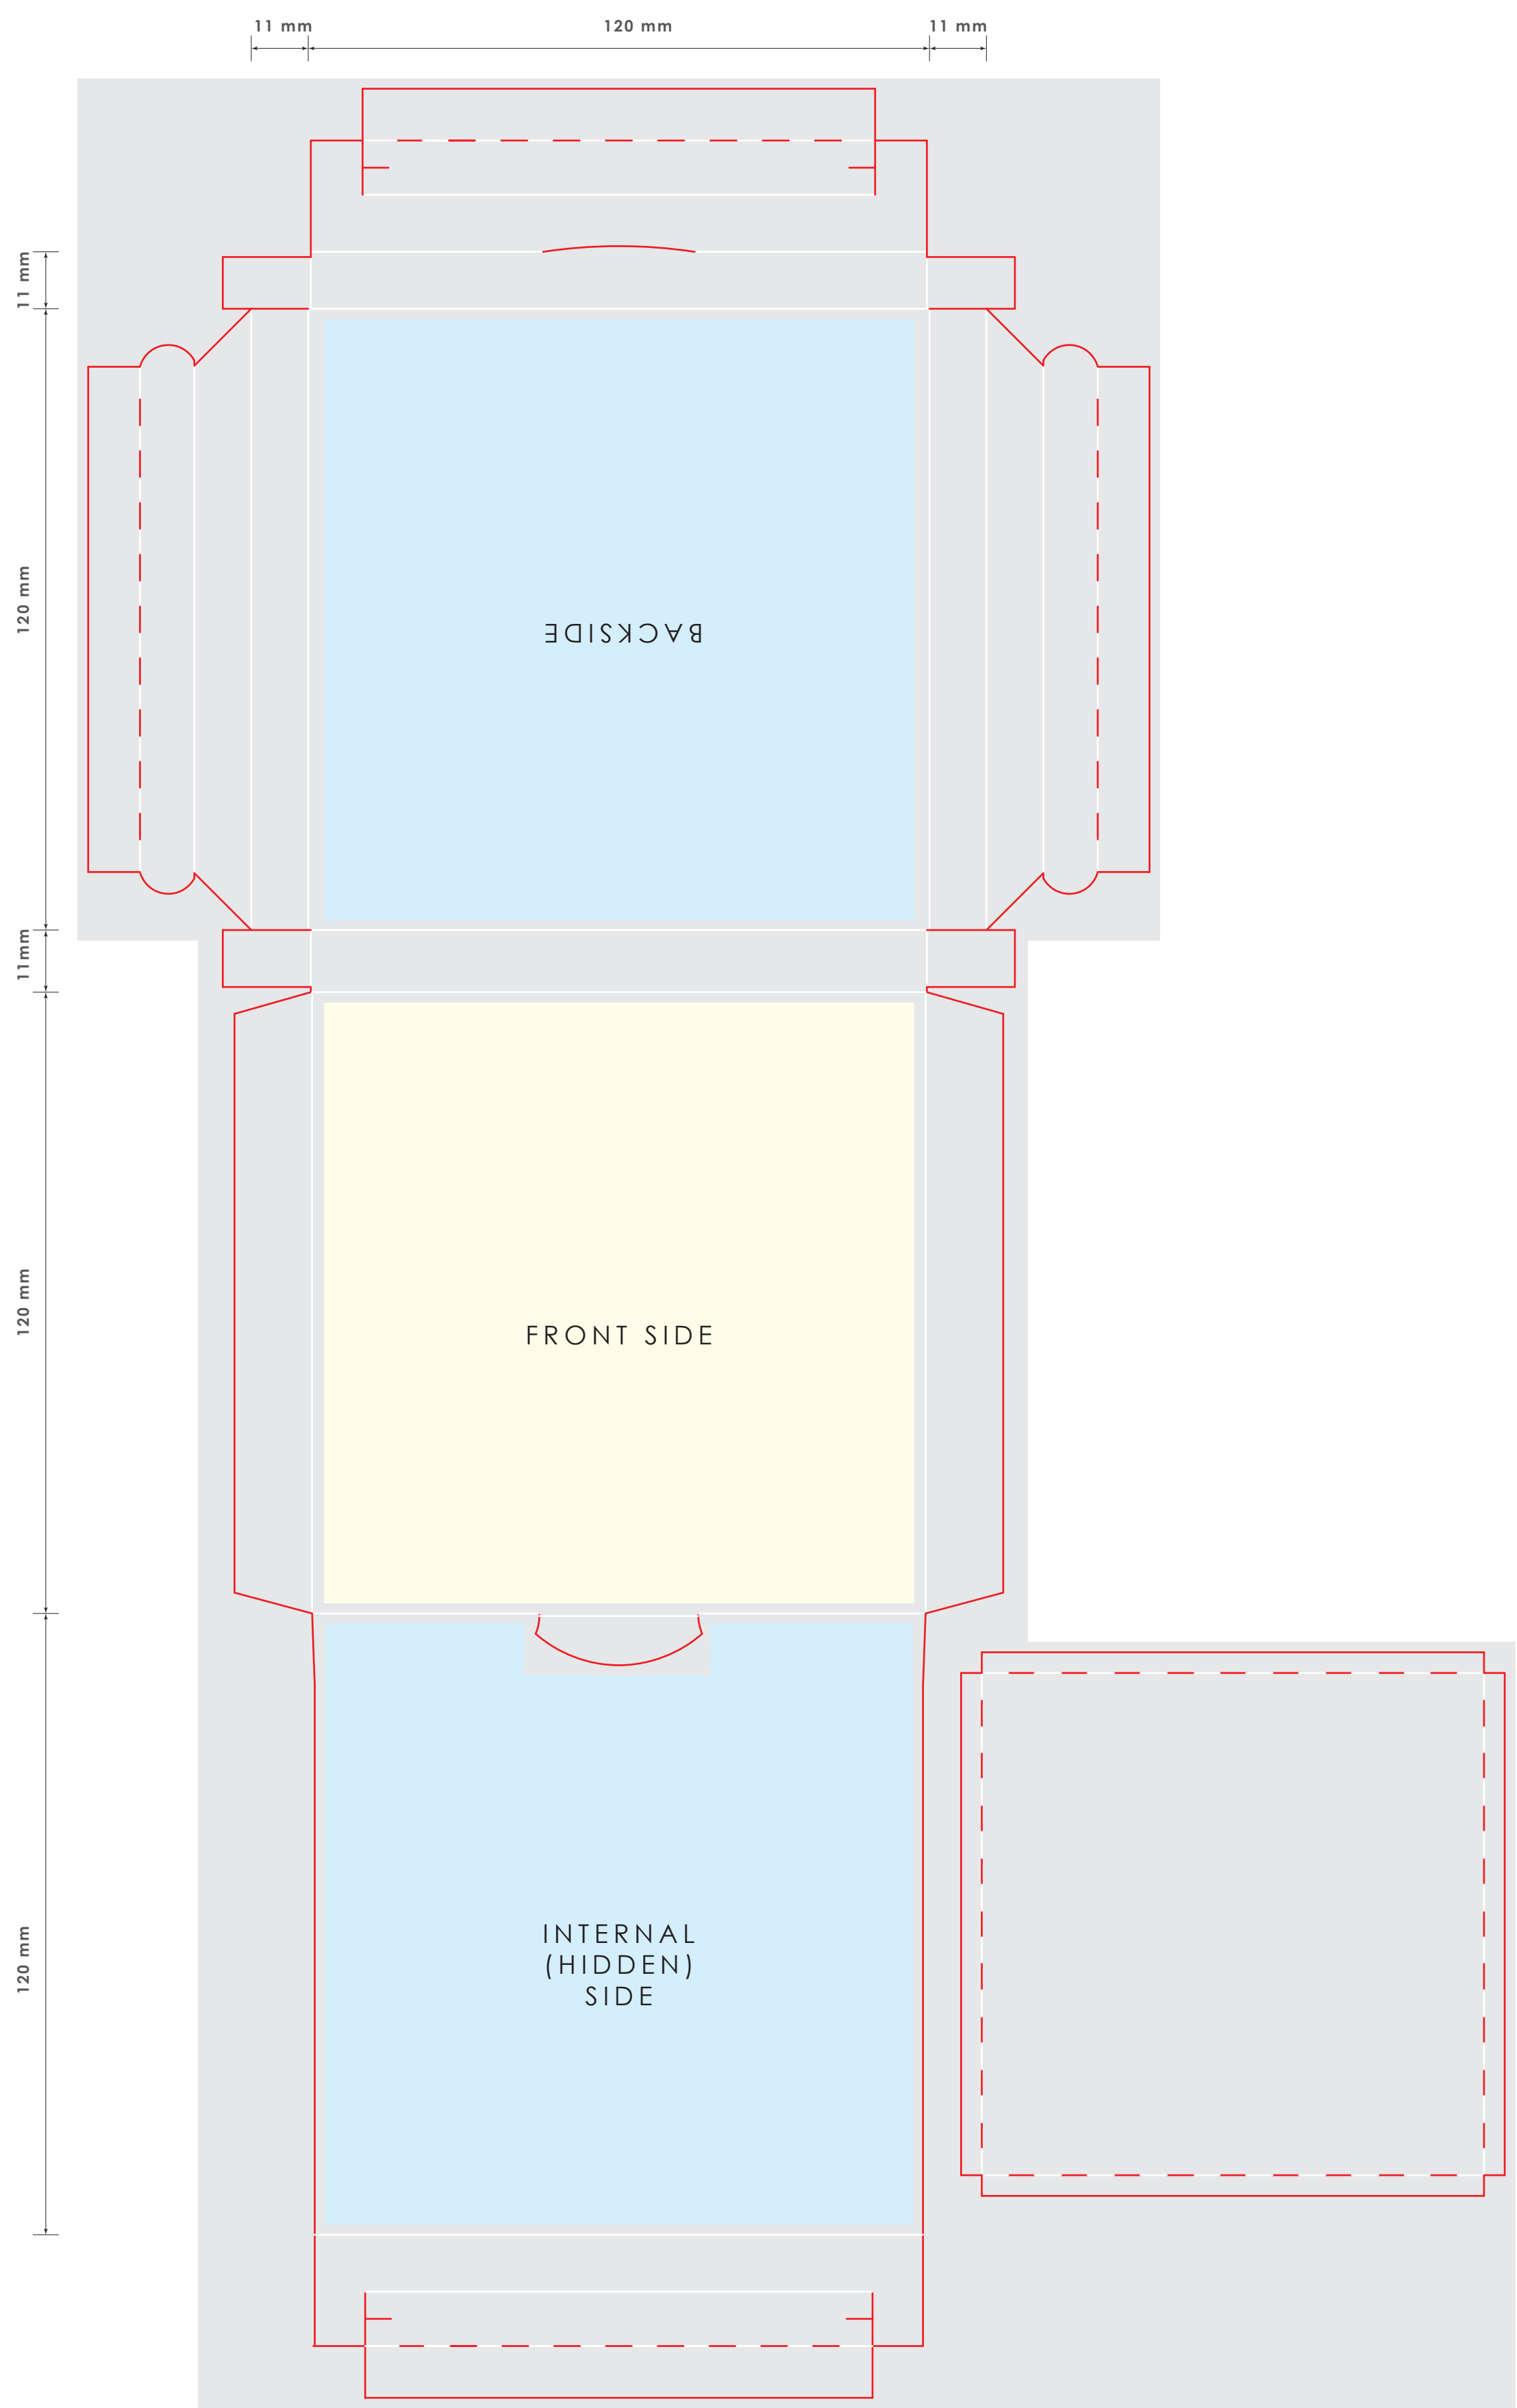 11 mm
120 mm
11 mm
11 mm
120 mm
BACKSIDE
11mm
120 mm
FRONT SIDE
120 mm
INTERNAL
(HIDDEN)
SIDE